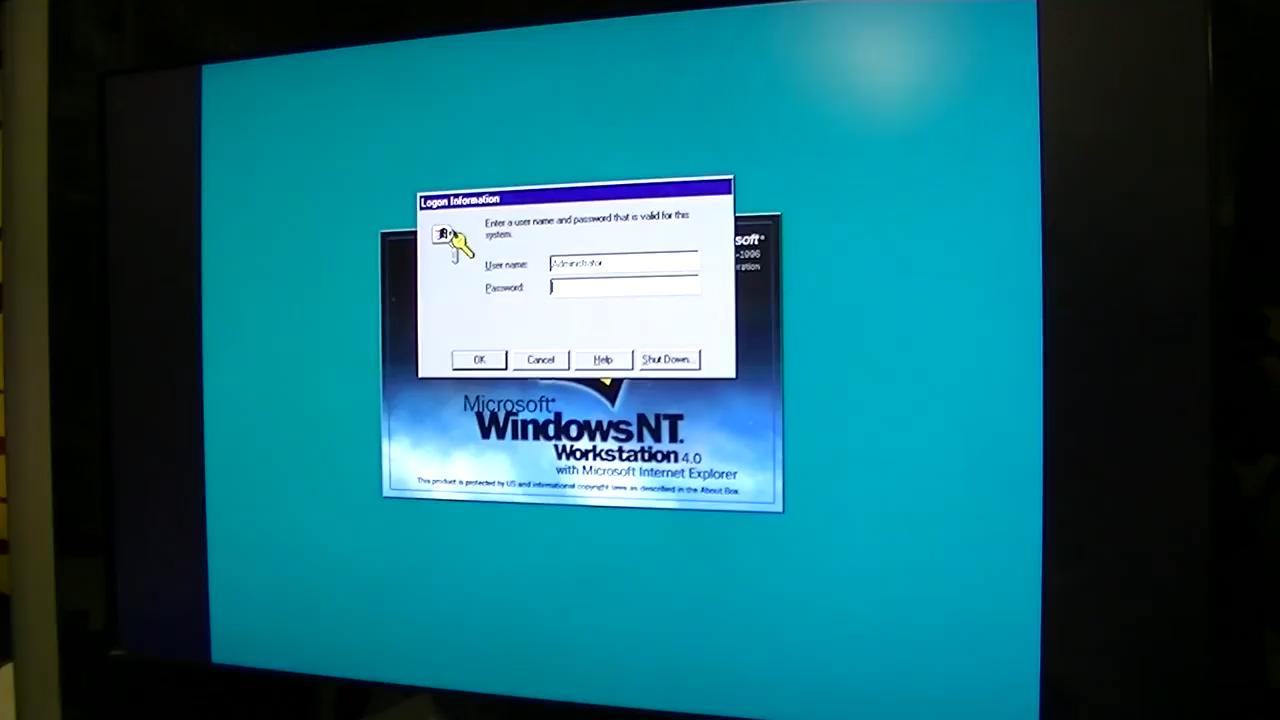 Logon Information
Enter a user name and password that is valid for this
system.
User name:
Administrator
Password:
OK
Cancel
Help
Shut Down...
soft®
-1996
ration
Microsoft®
Windows NT.
Workstation 4.0
with Microsoft Internet Explorer
This product is protected by US and international copyright laws as described in the About Box.